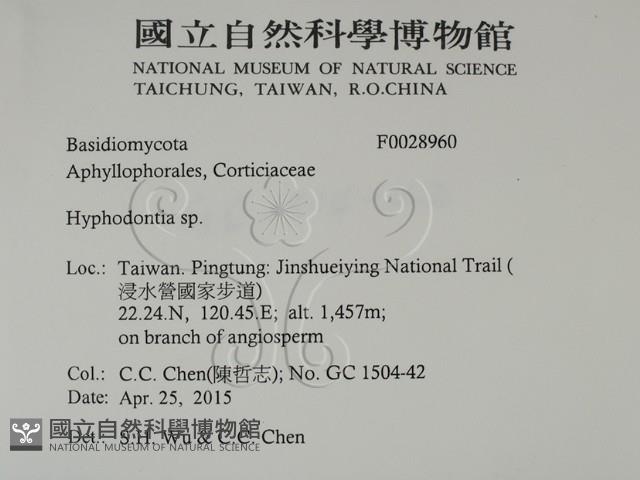 國立自然科學博物館
NATIONAL MUSEUM OF NATURAL SCIENCE
TAICHUNG, TAIWAN, R.O.CHINA
Basidiomycota F0028960
Aphyllophorales, Corticiaceae
Hyphodontia sp.
Loc.: Taiwan. Pingtung: Jinshueiying National Trail (
浸水營國家步道)
22.24.N, 120.45.E; alt. 1,457m;
on branch of angiosperm
Col.: C.C. Chen(陳哲志); No. GC 1504-42
Date: Apr. 25, 2015
Det.: S.H. Wu & C.C. Chen
國立自然科學博物館
NATIONAL MUSEUM OF NATURAL SCIENCE